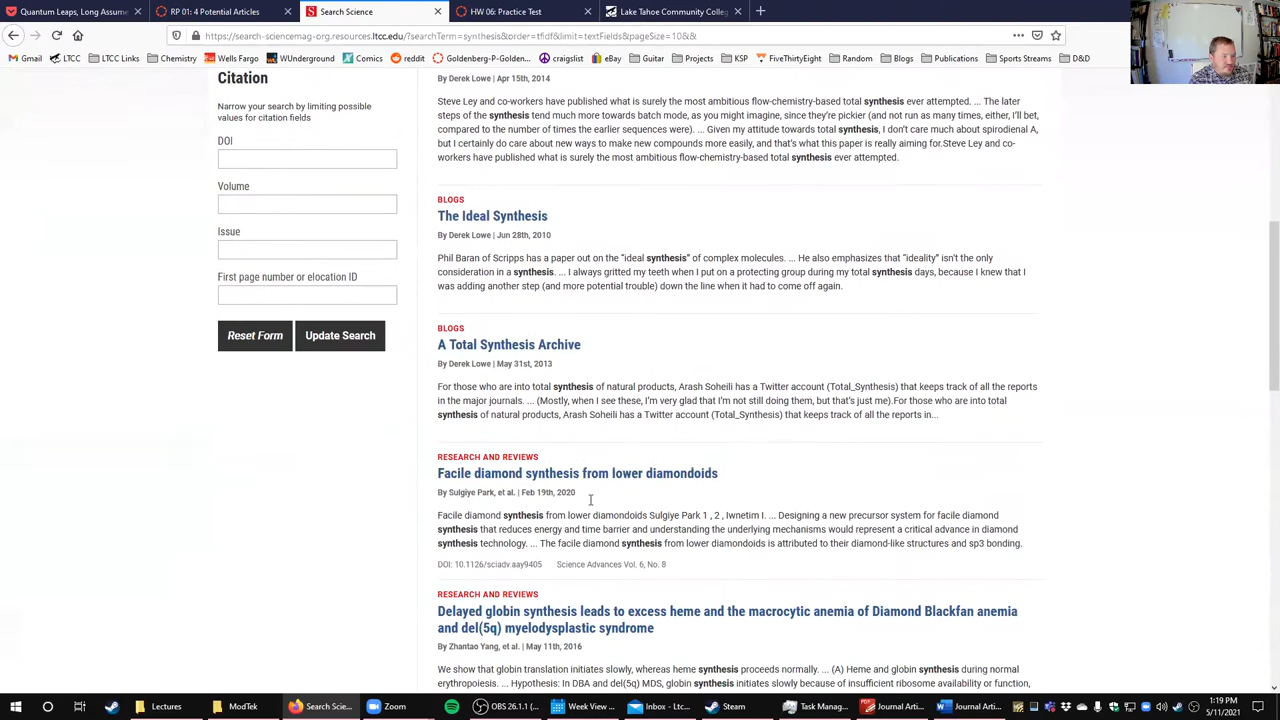 Quantum Leaps, Long Assume
RP 01: 4 Potential Articles
Search Science
HW 06: Practice Test
Lake Tahoe Community Colleg
https://search-sciencemag-org.resources.ltcc.edu/?searchTerm=synthesis&order=tfidf&limit=textFields&pageSize=10&&
Gmail
LTCC
LTCC Links
Chemistry
Wells Fargo
WUnderground
Comics
reddit
Goldenberg-P-Golden...
craigslist
eBay
Guitar
Projects
KSP
FiveThirtyEight
Random
Blogs
Publications
Sports Streams
D&D
Citation
Narrow your search by limiting possible
values for citation fields
DOI
Volume
Issue
First page number or elocation ID
Reset Form
Update Search
By Derek Lowe | Apr 15th, 2014
Steve Ley and co-workers have published what is surely the most ambitious flow-chemistry-based total synthesis ever attempted. ... The later
steps of the synthesis tend much more towards batch mode, as you might imagine, since they're pickier (and not run as many times, either, I'll bet,
compared to the number of times the earlier sequences were). ... Given my attitude towards total synthesis, I don't care much about spirodienal A,
but I certainly do care about new ways to make new compounds more easily, and that's what this paper is really aiming for.Steve Ley and co-
workers have published what is surely the most ambitious flow-chemistry-based total synthesis ever attempted.
BLOGS
The Ideal Synthesis
By Derek Lowe | Jun 28th, 2010
Phil Baran of Scripps has a paper out on the "ideal synthesis" of complex molecules. ... He also emphasizes that "ideality" isn't the only
consideration in a synthesis. ... I always gritted my teeth when I put on a protecting group during my total synthesis days, because I knew that I
was adding another step (and more potential trouble) down the line when it had to come off again.
BLOGS
A Total Synthesis Archive
By Derek Lowe | May 31st, 2013
For those who are into total synthesis of natural products, Arash Soheili has a Twitter account (Total_Synthesis) that keeps track of all the reports
in the major journals. ... (Mostly, when I see these, I'm very glad that I'm not still doing them, but that's just me).For those who are into total
synthesis of natural products, Arash Soheili has a Twitter account (Total_Synthesis) that keeps track of all the reports in...
RESEARCH AND REVIEWS
Facile diamond synthesis from lower diamondoids
By Sulgiye Park, et al. | Feb 19th, 2020
Facile diamond synthesis from lower diamondoids Sulgiye Park 1 , 2 , Iwnetim I. ... Designing a new precursor system for facile diamond
synthesis that reduces energy and time barrier and understanding the underlying mechanisms would represent a critical advance in diamond
synthesis technology. ... The facile diamond synthesis from lower diamondoids is attributed to their diamond-like structures and sp3 bonding.
DOI: 10.1126/sciadv.aay9405 Science Advances Vol. 6, No. 8
RESEARCH AND REVIEWS
Delayed globin synthesis leads to excess heme and the macrocytic anemia of Diamond Blackfan anemia
and del(5q) myelodysplastic syndrome
By Zhantao Yang, et al. | May 11th, 2016
We show that globin translation initiates slowly, whereas heme synthesis proceeds normally. ... (A) Heme and globin synthesis during normal
erythropoiesis. ... Hypothesis: In DBA and del(5q) MDS, globin synthesis initiates slowly because of insufficient ribosome availability or function,
Lectures
ModTek
Search Scie...
Zoom
OBS 26.1.1 (...
Week View ...
Inbox - Ltc...
Steam
Task Manag...
Journal Arti...
Journal Arti...
1:19 PM
5/11/2021